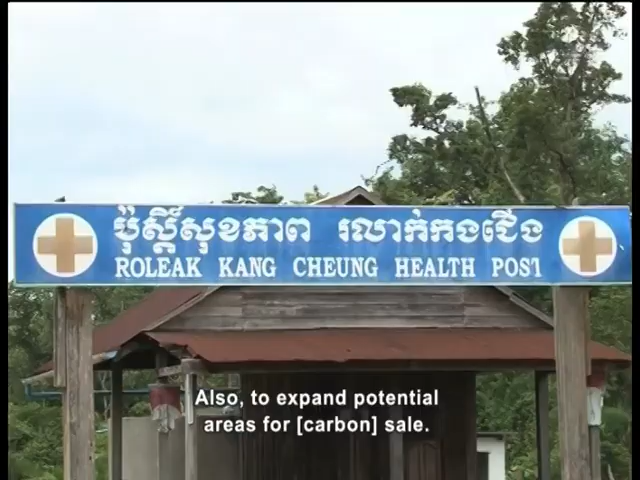 ប៉ុស្តិ៍សុខភាព រលាក់កងជើង
ROLEAK KANG CHEUNG HEALTH POST
Also, to expand potential
areas for [carbon] sale.